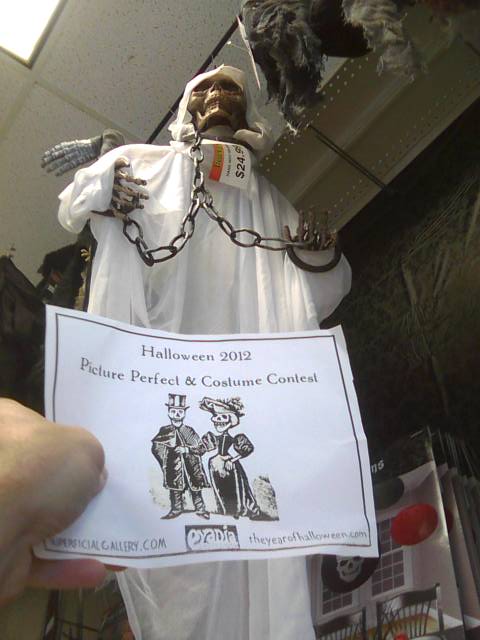 $24.9
Halloween 2012
Picture Perfect & Costume Contest
SUPERFICIALGALLERY.COM
theyearofhalloween.com